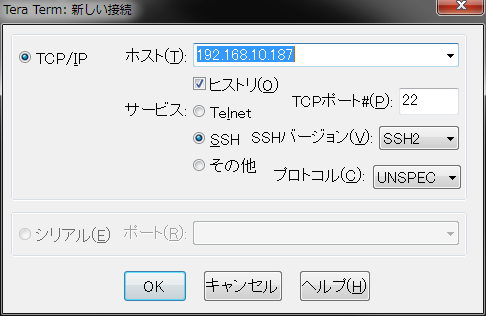 Tera Term: 新しい接続
TCP/IP
ホスト(T): 192.168.10.187
ヒストリ(O)
サービス: Telnet
TCPポート#(P): 22
SSH
SSHバージョン(V): SSH2
その他
プロトコル(C): UNSPEC
シリアル(E)
ポート(R):
OK
キャンセル
ヘルプ(H)